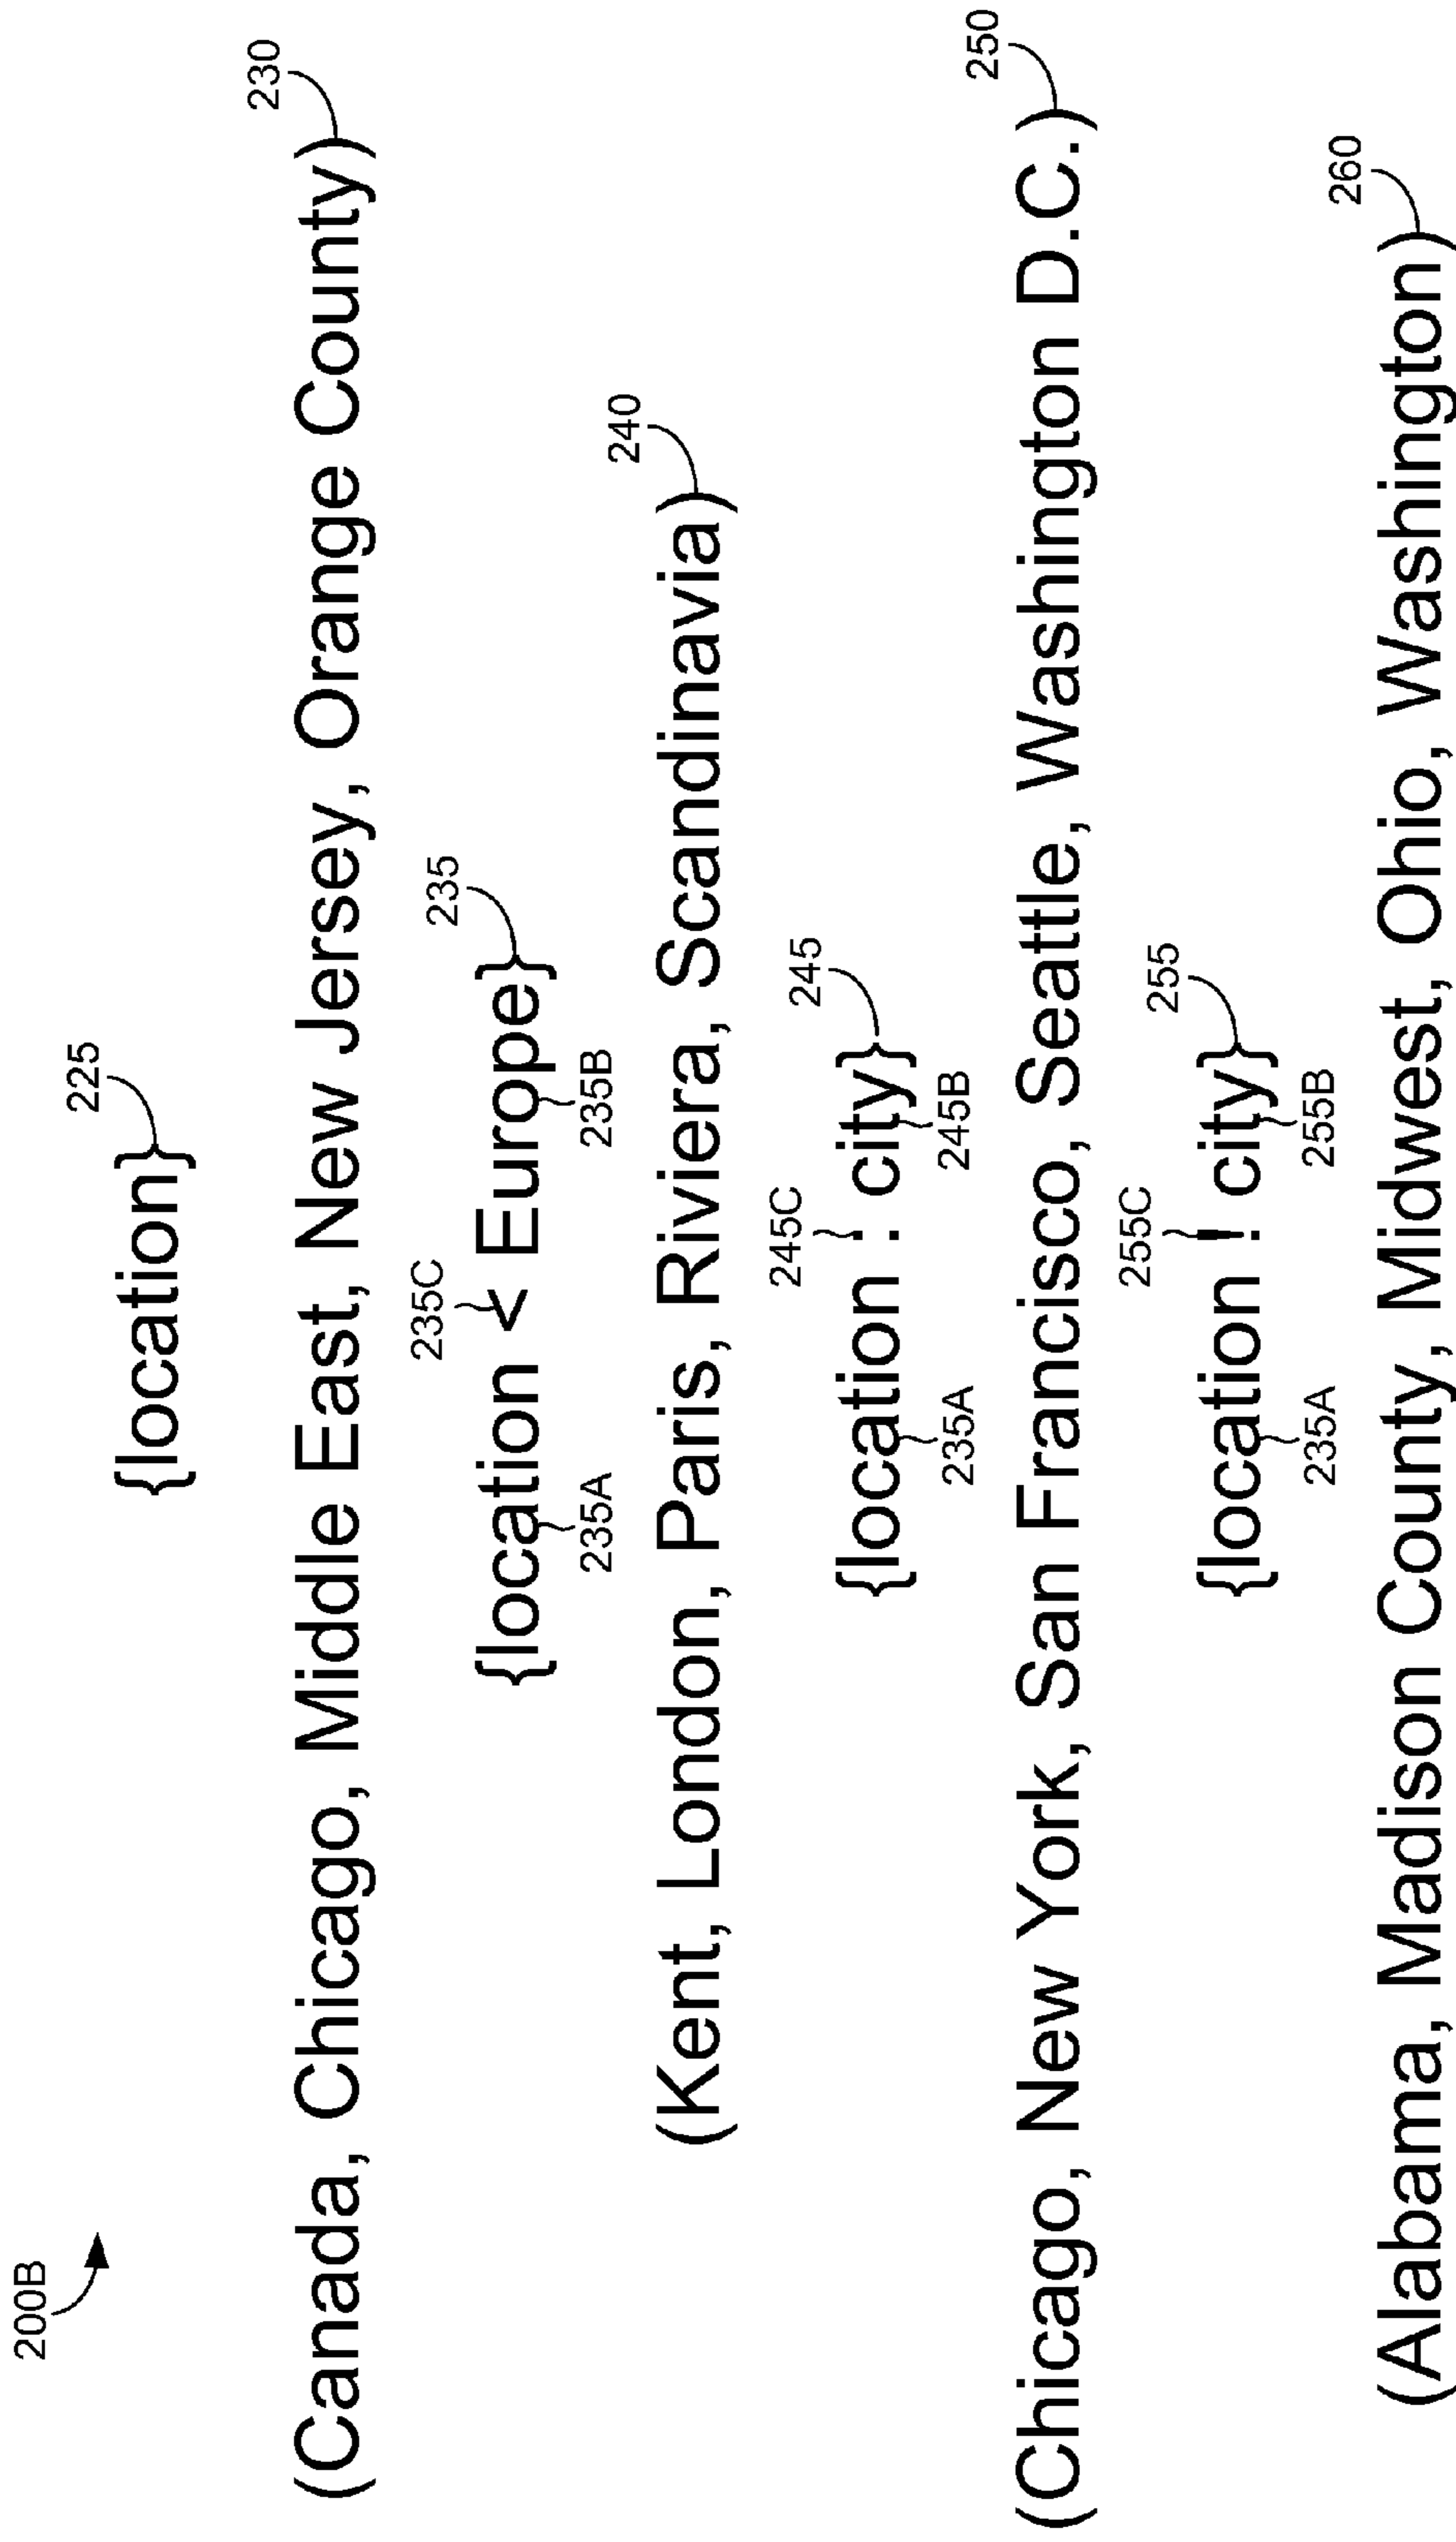 200B
225
{location}
230
(Canada, Chicago, Middle East, New Jersey, Orange County)
235C 235
{location < Europe}
235A 235B
240
(Kent, London, Paris, Riviera, Scandinavia)
245C 245
{location : city}
235A 245B
250
(Chicago, New York, San Francisco, Seattle, Washington D.C.)
255C 255
{location ! city}
235A 255B
260
(Alabama, Madison County, Midwest, Ohio, Washington)